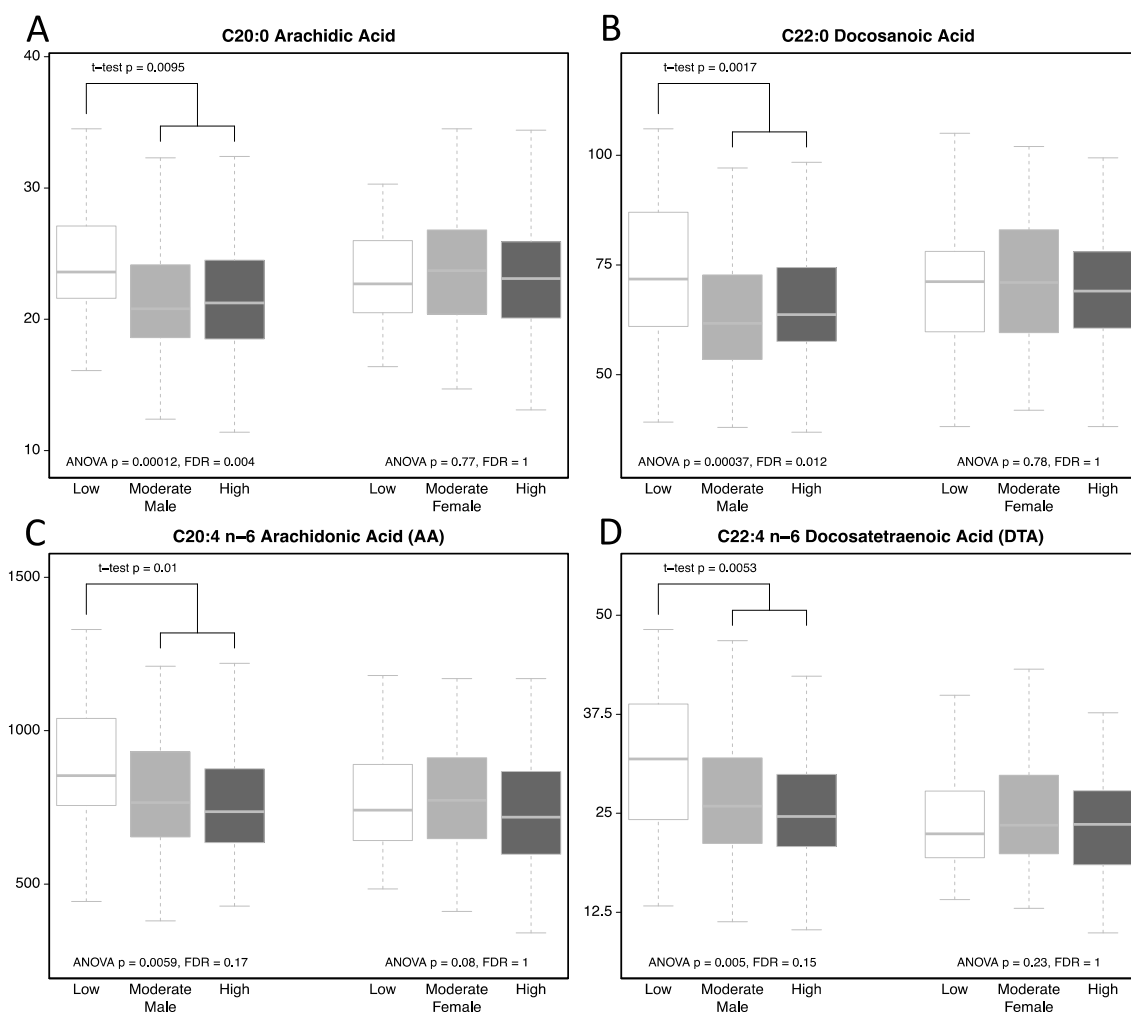 A
C20:0 Arachidic Acid
40
30
20
10
t−test p = 0.0095
ANOVA p = 0.00012, FDR = 0.004
ANOVA p = 0.77, FDR = 1
Low Moderate High Low Moderate High
Male Female
B
C22:0 Docosanoic Acid
100
75
50
t−test p = 0.0017
ANOVA p = 0.00037, FDR = 0.012
ANOVA p = 0.78, FDR = 1
Low Moderate High Low Moderate High
Male Female
C
C20:4 n−6 Arachidonic Acid (AA)
1500
1000
500
t−test p = 0.01
ANOVA p = 0.0059, FDR = 0.17
ANOVA p = 0.08, FDR = 1
Low Moderate High Low Moderate High
Male Female
D
C22:4 n−6 Docosatetraenoic Acid (DTA)
50
37.5
25
12.5
t−test p = 0.0053
ANOVA p = 0.005, FDR = 0.15
ANOVA p = 0.23, FDR = 1
Low Moderate High Low Moderate High
Male Female